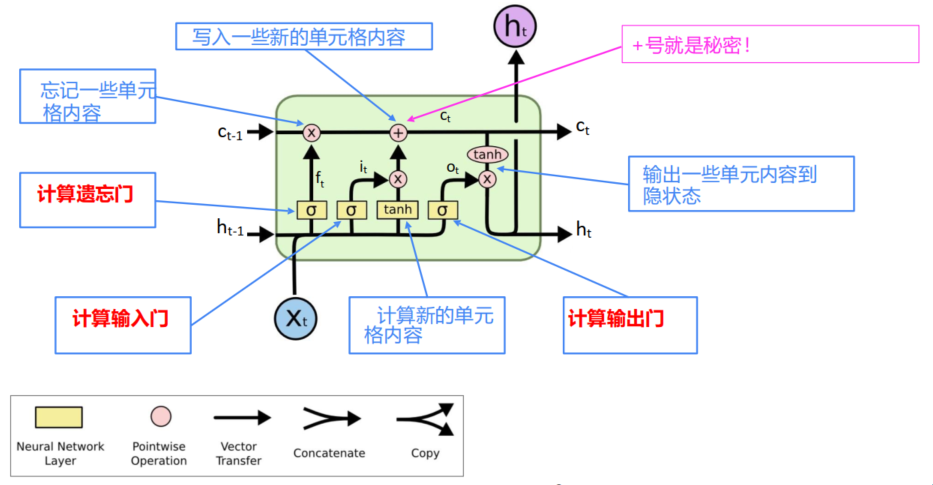 写入一些新的单元格内容
h_t
+号就是秘密！
忘记一些单元
格内容
c_t-1
x
+
c_t
c_t
tanh
输出一些单元内容到
隐状态
计算遗忘门
f_t
i_t
x
o_t
x
σ
σ
tanh
σ
h_t-1
h_t
计算输入门
x_t
计算新的单元
格内容
计算输出门
Neural Network
Layer
Pointwise
Operation
Vector
Transfer
Concatenate
Copy